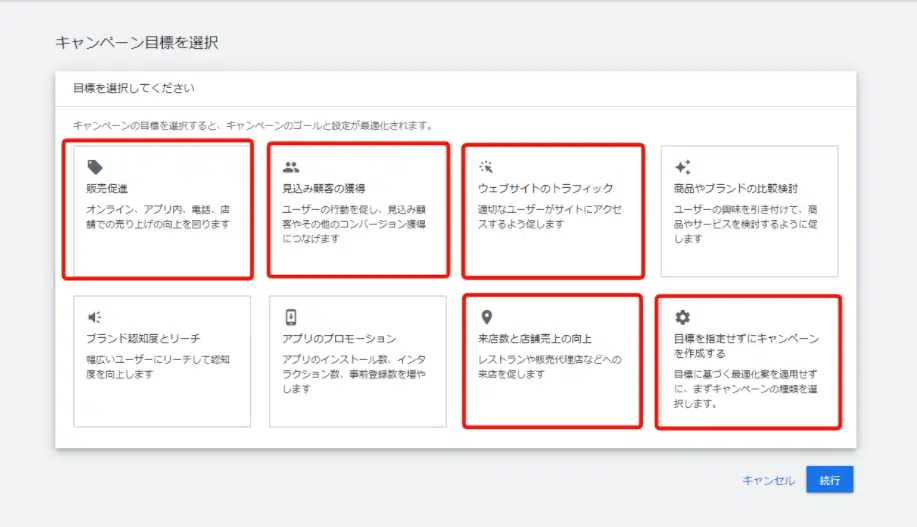 キャンペーン目標を選択
目標を選択してください
キャンペーンの目標を選択すると、キャンペーンのゴールと設定が最適化されます。
販売促進
オンライン、アプリ内、電話、店
舗での売り上げの向上を図ります
見込み顧客の獲得
ユーザーの行動を促し、見込み顧
客やその他のコンバージョン獲得
につなげます
ウェブサイトのトラフィック
適切なユーザーがサイトにアクセ
スするよう促します
商品やブランドの比較検討
ユーザーの興味を引き付けて、商
品やサービスを検討するように促
します
ブランド認知度とリーチ
幅広いユーザーにリーチして認知
度を向上します
アプリのプロモーション
アプリのインストール数、インタ
ラクション数、事前登録数を増や
します
来店数と店舗売上の向上
レストランや販売代理店などへの
来店を促します
目標を指定せずにキャンペーン
を作成する
目標に基づく最適化案を適用せず
に、まずキャンペーンの種類を選
択します。
キャンセル
続行